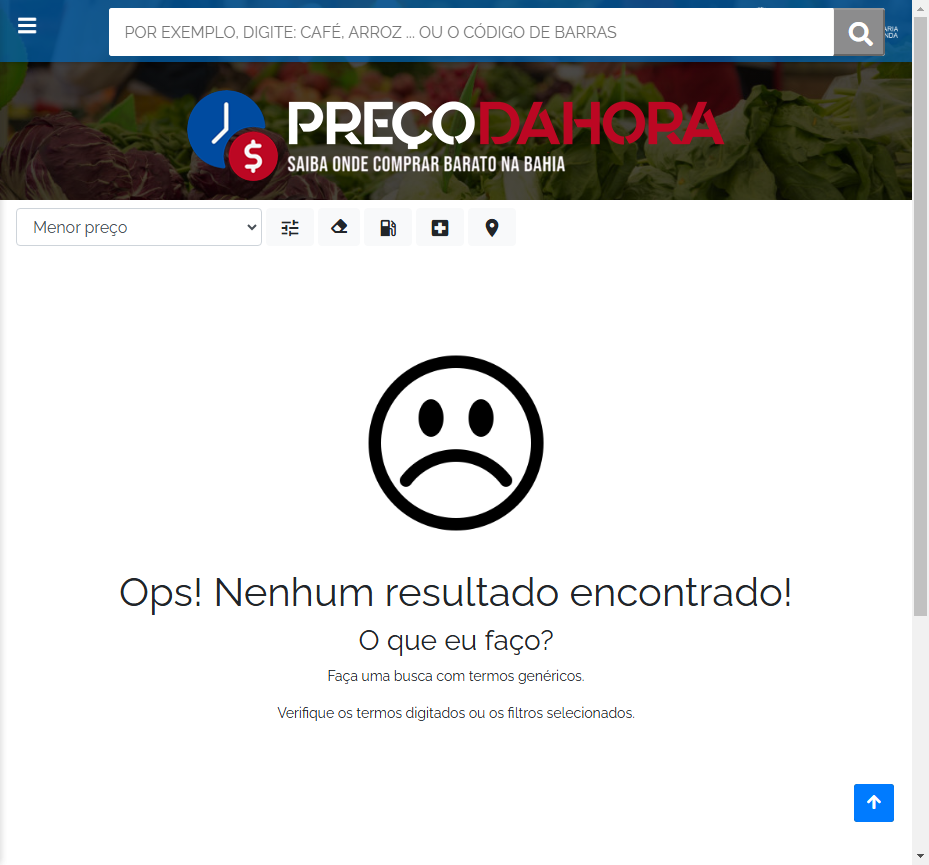 POR EXEMPLO, DIGITE: CAFÉ, ARROZ ... OU O CÓDIGO DE BARRAS
PREÇODAHORA
$
SAIBA ONDE COMPRAR BARATO NA BAHIA
Menor preço
Ops! Nenhum resultado encontrado!
O que eu faço?
Faça uma busca com termos genéricos.
Verifique os termos digitados ou os filtros selecionados.